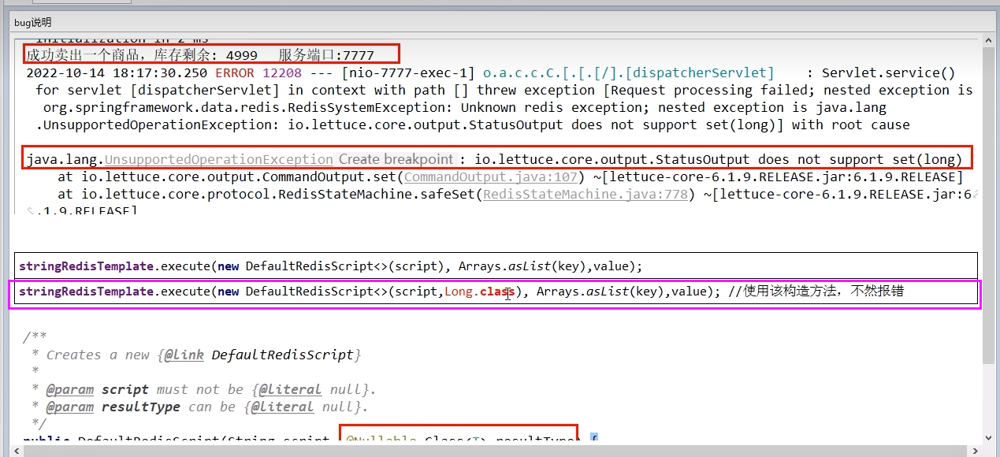 bug说明
initialization in 2 ms
成功卖出一个商品，库存剩余: 4999   服务端口:7777
2022-10-14 18:17:30.250 ERROR 12208 --- [nio-7777-exec-1] o.a.c.c.C.[.[.[/].[dispatcherServlet]    : Servlet.service()
for servlet [dispatcherServlet] in context with path [] threw exception [Request processing failed; nested exception is
org.springframework.data.redis.RedisSystemException: Unknown redis exception; nested exception is java.lang
.UnsupportedOperationException: io.lettuce.core.output.StatusOutput does not support set(long)] with root cause
java.lang.UnsupportedOperationException Create breakpoint : io.lettuce.core.output.StatusOutput does not support set(long)
at io.lettuce.core.output.CommandOutput.set(CommandOutput.java:107) ~[lettuce-core-6.1.9.RELEASE.jar:6.1.9.RELEASE]
at io.lettuce.core.protocol.RedisStateMachine.safeSet(RedisStateMachine.java:778) ~[lettuce-core-6.1.9.RELEASE.jar:6
.1.9.RELEASE]
stringRedisTemplate.execute(new DefaultRedisScript<>(script), Arrays.asList(key),value);
stringRedisTemplate.execute(new DefaultRedisScript<>(script,Long.class), Arrays.asList(key),value); //使用该构造方法，不然报错
/**
* Creates a new {@link DefaultRedisScript}
*
* @param script must not be {@literal null}.
* @param resultType can be {@literal null}.
*/
public DefaultRedisScript(String script, @Nullable Class<T> resultType) {